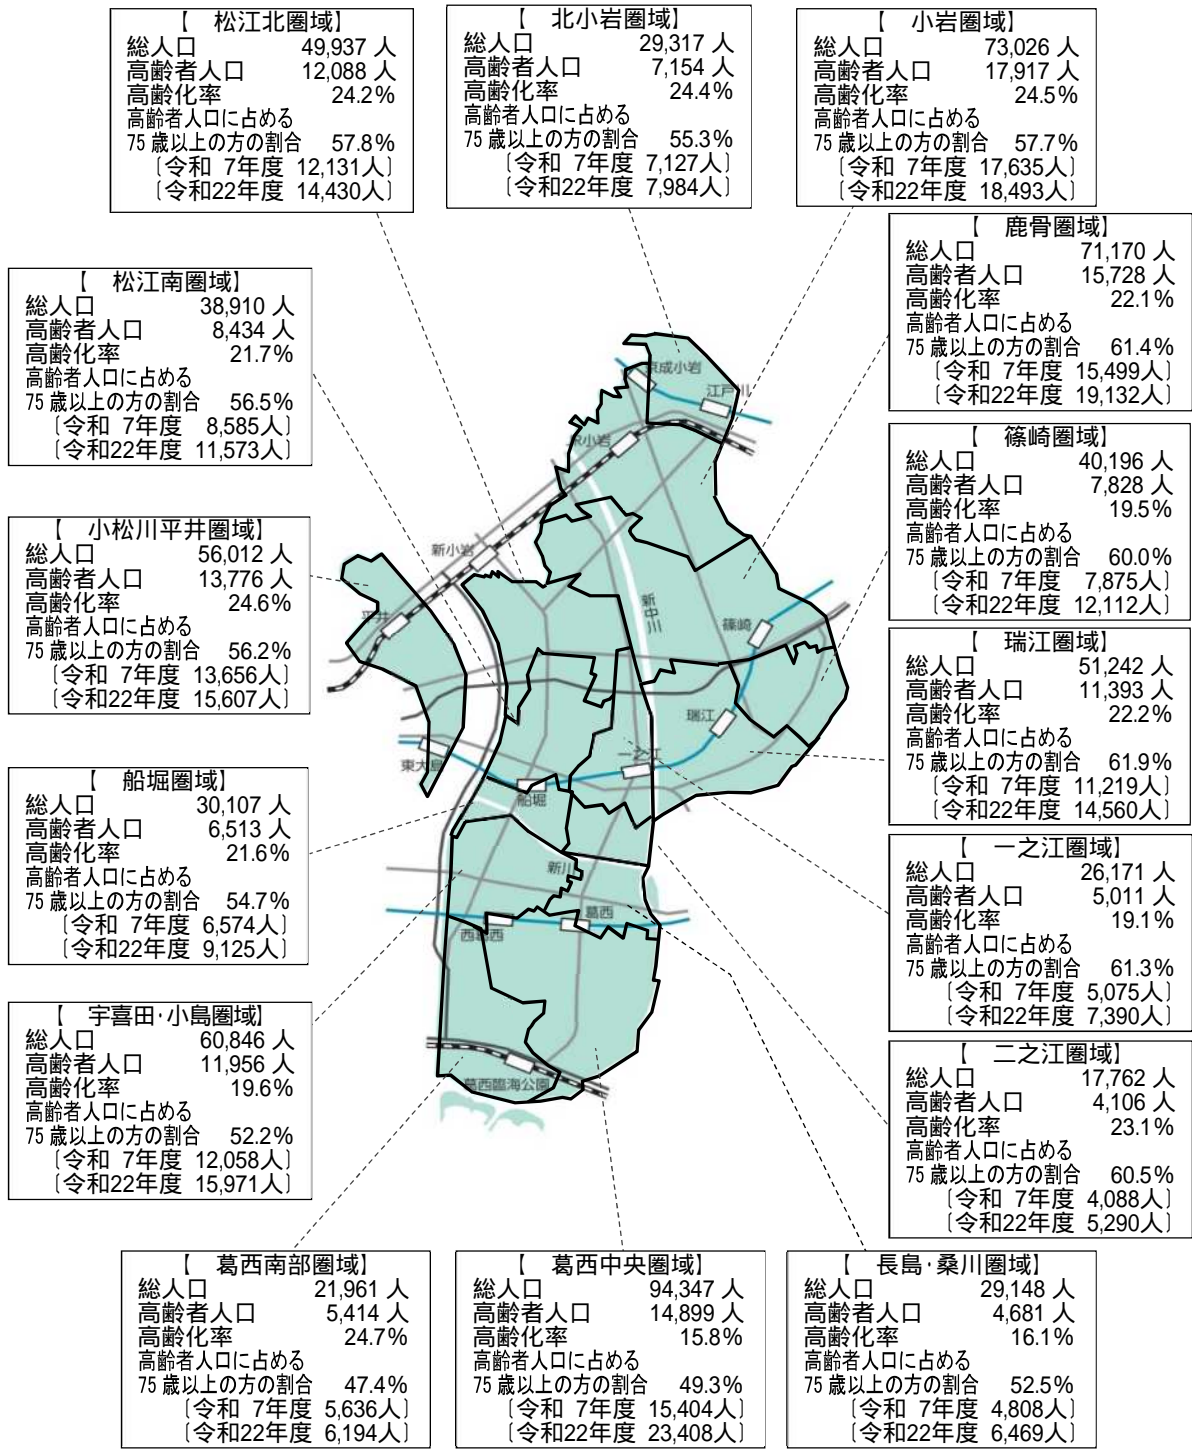 【　松江北圏域】
総人口　49,937 人
高齢者人口　12,088 人
高齢化率　24.2%
高齢者人口に占める
75 歳以上の方の割合　57.8%
〔令和 7年度 12,131人〕
〔令和22年度 14,430人〕
【　北小岩圏域】
総人口　29,317 人
高齢者人口　7,154 人
高齢化率　24.4%
高齢者人口に占める
75 歳以上の方の割合　55.3%
〔令和 7年度 7,127人〕
〔令和22年度 7,984人〕
【　小岩圏域】
総人口　73,026 人
高齢者人口　17,917 人
高齢化率　24.5%
高齢者人口に占める
75 歳以上の方の割合　57.7%
〔令和 7年度 17,635人〕
〔令和22年度 18,493人〕
【　鹿骨圏域】
総人口　71,170 人
高齢者人口　15,728 人
高齢化率　22.1%
高齢者人口に占める
75 歳以上の方の割合　61.4%
〔令和 7年度 15,499人〕
〔令和22年度 19,132人〕
【　松江南圏域】
総人口　38,910 人
高齢者人口　8,434 人
高齢化率　21.7%
高齢者人口に占める
75 歳以上の方の割合　56.5%
〔令和 7年度 8,585人〕
〔令和22年度 11,573人〕
【　篠崎圏域】
総人口　40,196 人
高齢者人口　7,828 人
高齢化率　19.5%
高齢者人口に占める
75 歳以上の方の割合　60.0%
〔令和 7年度 7,875人〕
〔令和22年度 12,112人〕
【　小松川平井圏域】
総人口　56,012 人
高齢者人口　13,776 人
高齢化率　24.6%
高齢者人口に占める
75 歳以上の方の割合　56.2%
〔令和 7年度 13,656人〕
〔令和22年度 15,607人〕
【　瑞江圏域】
総人口　51,242 人
高齢者人口　11,393 人
高齢化率　22.2%
高齢者人口に占める
75 歳以上の方の割合　61.9%
〔令和 7年度 11,219人〕
〔令和22年度 14,560人〕
【　船堀圏域】
総人口　30,107 人
高齢者人口　6,513 人
高齢化率　21.6%
高齢者人口に占める
75 歳以上の方の割合　54.7%
〔令和 7年度 6,574人〕
〔令和22年度 9,125人〕
【　一之江圏域】
総人口　26,171 人
高齢者人口　5,011 人
高齢化率　19.1%
高齢者人口に占める
75 歳以上の方の割合　61.3%
〔令和 7年度 5,075人〕
〔令和22年度 7,390人〕
【　宇喜田･小島圏域】
総人口　60,846 人
高齢者人口　11,956 人
高齢化率　19.6%
高齢者人口に占める
75 歳以上の方の割合　52.2%
〔令和 7年度 12,058人〕
〔令和22年度 15,971人〕
【　二之江圏域】
総人口　17,762 人
高齢者人口　4,106 人
高齢化率　23.1%
高齢者人口に占める
75 歳以上の方の割合　60.5%
〔令和 7年度 4,088人〕
〔令和22年度 5,290人〕
【　葛西南部圏域】
総人口　21,961 人
高齢者人口　5,414 人
高齢化率　24.7%
高齢者人口に占める
75 歳以上の方の割合　47.4%
〔令和 7年度 5,636人〕
〔令和22年度 6,194人〕
【　葛西中央圏域】
総人口　94,347 人
高齢者人口　14,899 人
高齢化率　15.8%
高齢者人口に占める
75 歳以上の方の割合　49.3%
〔令和 7年度 15,404人〕
〔令和22年度 23,408人〕
【　長島･桑川圏域】
総人口　29,148 人
高齢者人口　4,681 人
高齢化率　16.1%
高齢者人口に占める
75 歳以上の方の割合　52.5%
〔令和 7年度 4,808人〕
〔令和22年度 6,469人〕
京成小岩
江戸川
JR小岩
新小岩
平井
新中川
篠崎
瑞江
一之江
東大島
船堀
新川
葛西
西葛西
葛西臨海公園